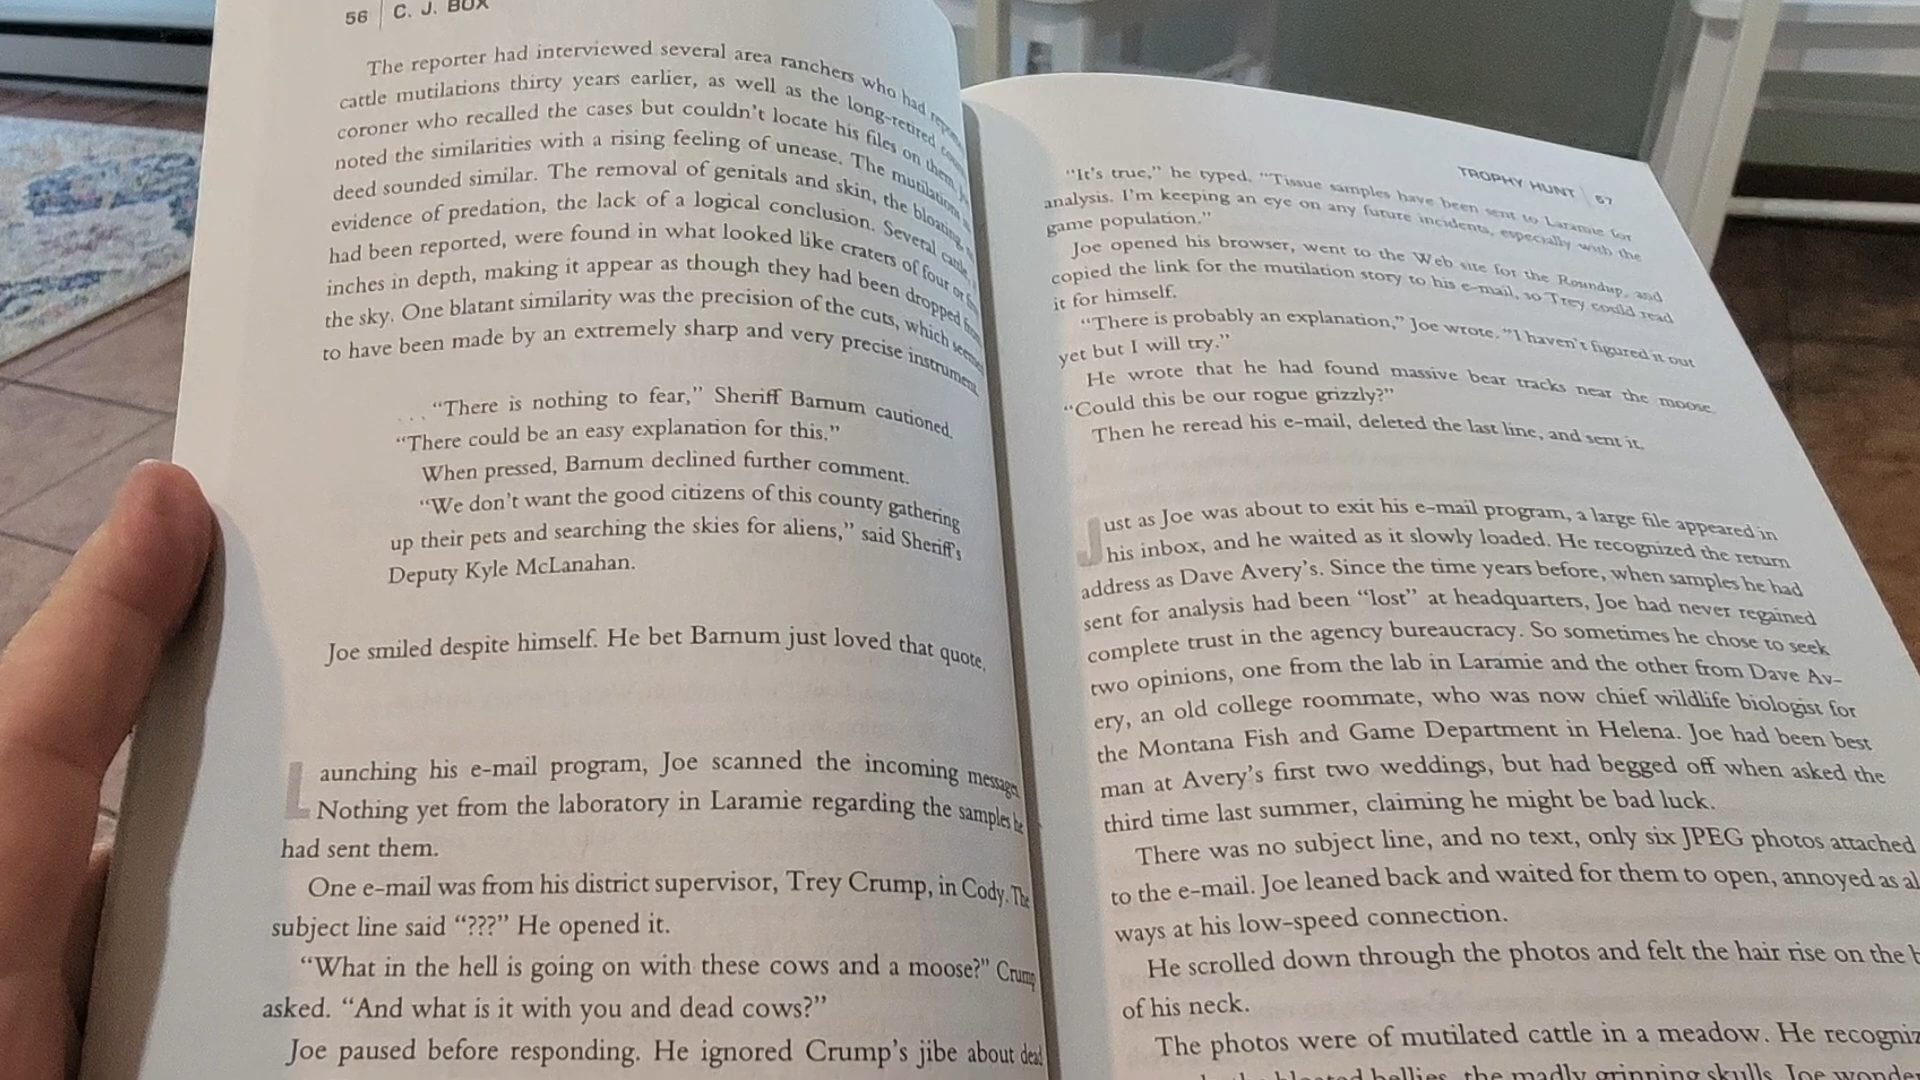 56 | C. J. BOX
The reporter had interviewed several area ranchers who had
cattle mutilations thirty years earlier, as well as the long-retired
coroner who recalled the cases but couldn't locate his files on them.
noted the similarities with a rising feeling of unease. The mutilations
deed sounded similar. The removal of genitals and skin, the bloating,
evidence of predation, the lack of a logical conclusion. Several cattle,
had been reported, were found in what looked like craters of four or
inches in depth, making it appear as though they had been dropped from
the sky. One blatant similarity was the precision of the cuts, which seemed
to have been made by an extremely sharp and very precise instrument.
. . . "There is nothing to fear," Sheriff Barnum cautioned.
"There could be an easy explanation for this."
When pressed, Barnum declined further comment.
"We don't want the good citizens of this county gathering
up their pets and searching the skies for aliens," said Sheriff's
Deputy Kyle McLanahan.
Joe smiled despite himself. He bet Barnum just loved that quote.
Launching his e-mail program, Joe scanned the incoming messages.
Nothing yet from the laboratory in Laramie regarding the samples he
had sent them.
One e-mail was from his district supervisor, Trey Crump, in Cody. The
subject line said "???" He opened it.
"What in the hell is going on with these cows and a moose?" Crump
asked. "And what is it with you and dead cows?"
Joe paused before responding. He ignored Crump's jibe about dead
TROPHY HUNT | 57
"It's true," he typed. "Tissue samples have been sent to Laramie for
analysis. I'm keeping an eye on any future incidents, especially with the
game population."
Joe opened his browser, went to the Web site for the Roundup, and
copied the link for the mutilation story to his e-mail, so Trey could read
it for himself.
"There is probably an explanation," Joe wrote. "I haven't figured it out
yet but I will try."
He wrote that he had found massive bear tracks near the moose.
"Could this be our rogue grizzly?"
Then he reread his e-mail, deleted the last line, and sent it.
Just as Joe was about to exit his e-mail program, a large file appeared in
his inbox, and he waited as it slowly loaded. He recognized the return
address as Dave Avery's. Since the time years before, when samples he had
sent for analysis had been "lost" at headquarters, Joe had never regained
complete trust in the agency bureaucracy. So sometimes he chose to seek
two opinions, one from the lab in Laramie and the other from Dave Av-
ery, an old college roommate, who was now chief wildlife biologist for
the Montana Fish and Game Department in Helena. Joe had been best
man at Avery's first two weddings, but had begged off when asked the
third time last summer, claiming he might be bad luck.
There was no subject line, and no text, only six JPEG photos attached
to the e-mail. Joe leaned back and waited for them to open, annoyed as al
ways at his low-speed connection.
He scrolled down through the photos and felt the hair rise on the
of his neck.
The photos were of mutilated cattle in a meadow. He recogniz
bloated bellies, the madly grinning skulls. Joe wonder